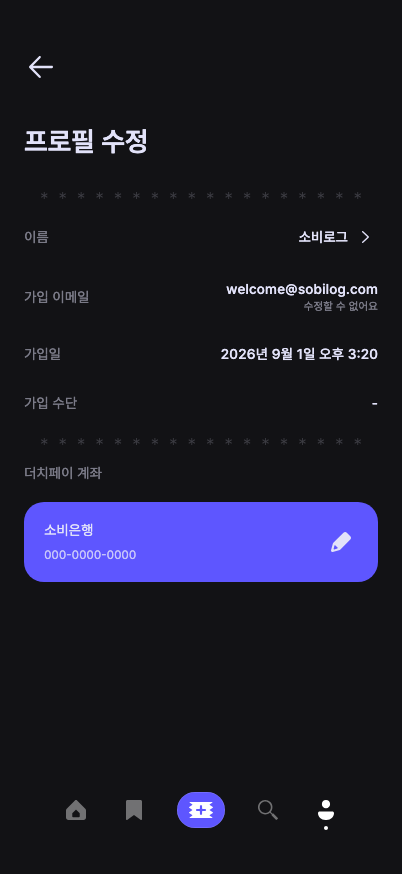 프로필 수정
* * * * * * * * * * * * * * * * * *
이름
소비로그
가입 이메일
welcome@sobilog.com
수정할 수 없어요
가입일
2026년 9월 1일 오후 3:20
가입 수단
-
* * * * * * * * * * * * * * * * * *
더치페이 계좌
소비은행
000-0000-0000